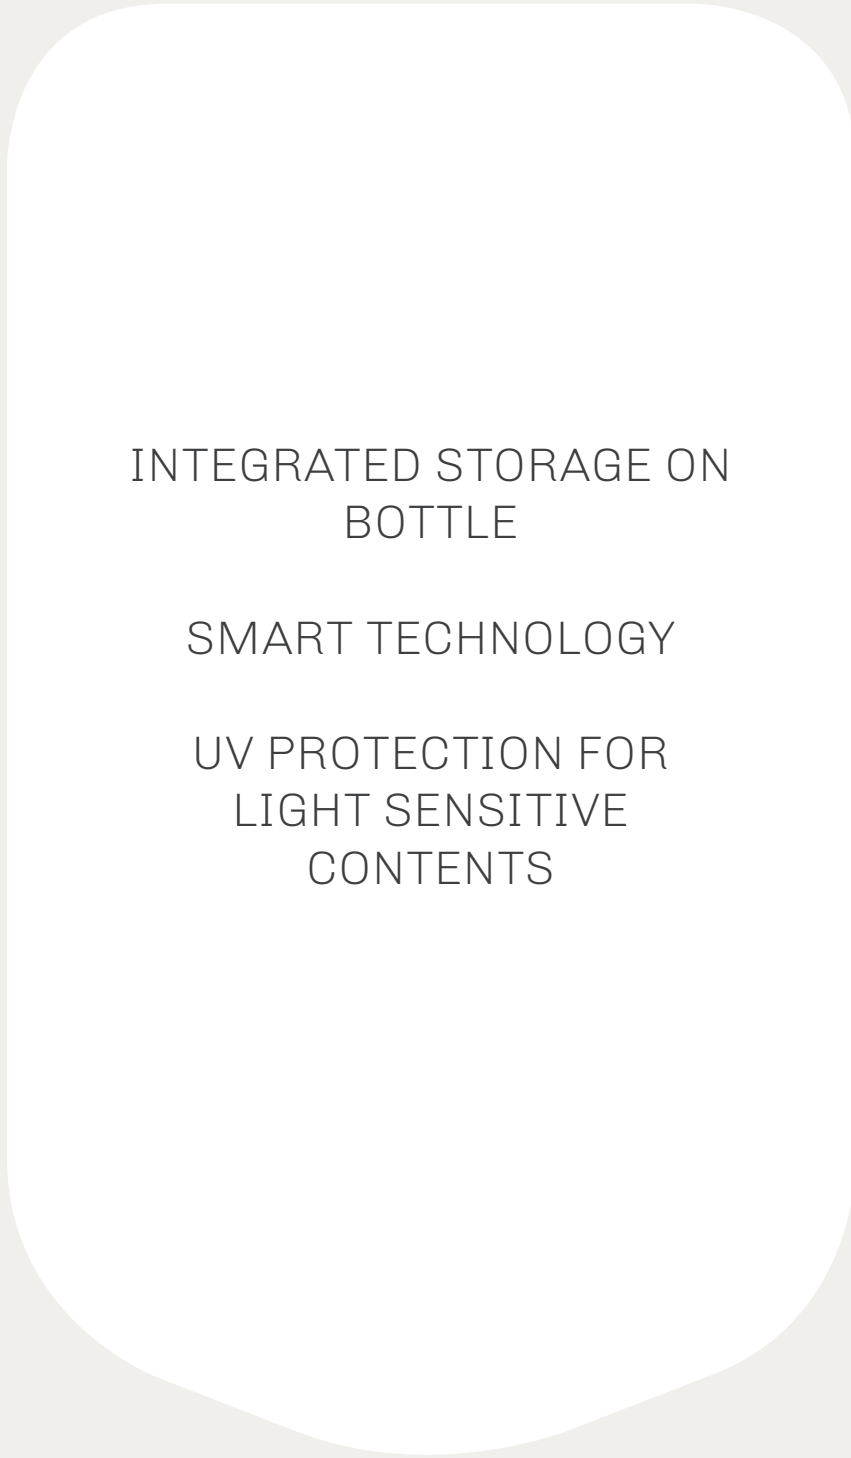 INTEGRATED STORAGE ON
BOTTLE
SMART TECHNOLOGY
UV PROTECTION FOR
LIGHT SENSITIVE
CONTENTS